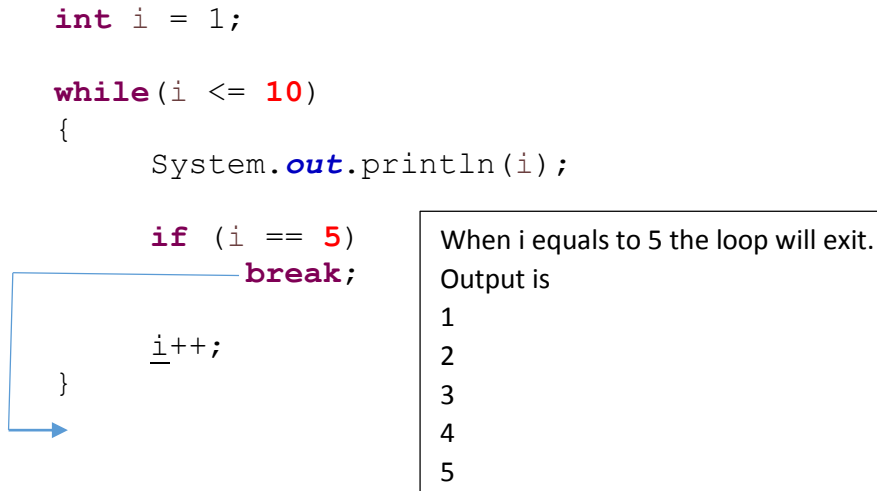 int i = 1;
while(i <= 10)
{
System.out.println(i);
if (i == 5)
break;
i++;
}
When i equals to 5 the loop will exit.
Output is
1
2
3
4
5